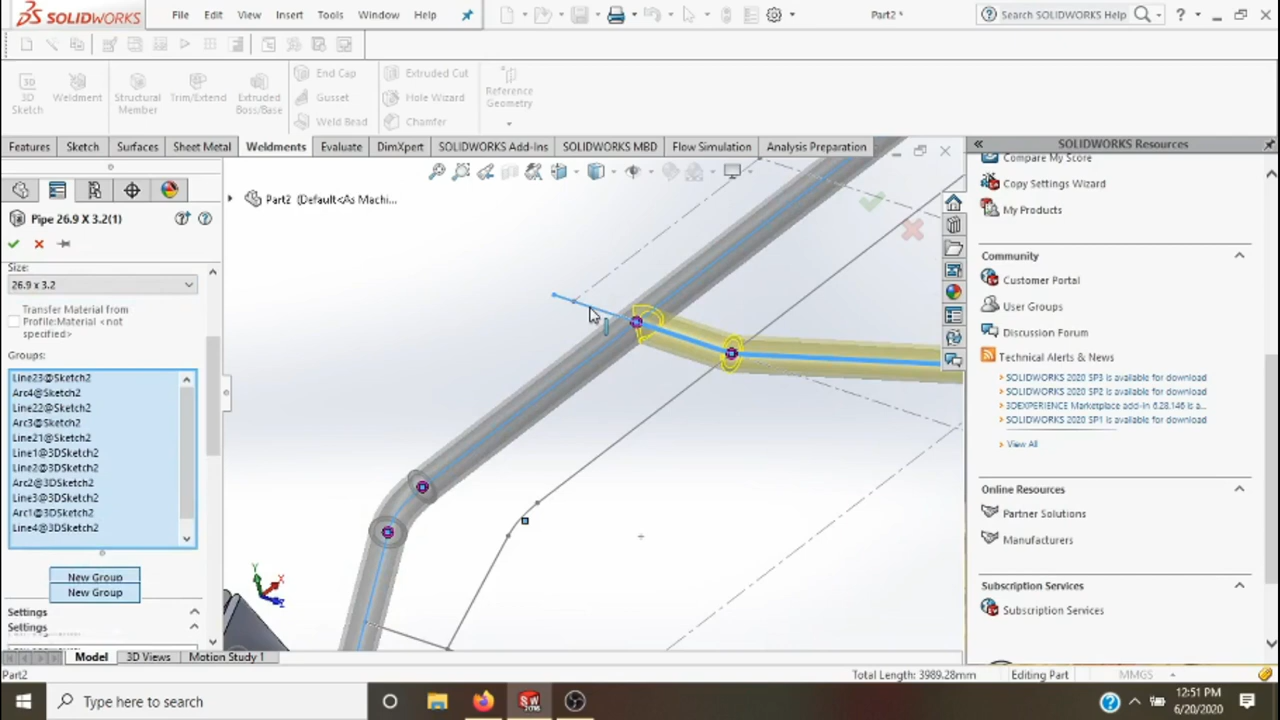 SOLIDWORKS File Edit View Insert Tools Window Help Part2 * Search SOLIDWORKS Help
3D Sketch Weldment Structural Member Trim/Extend Extruded Boss/Base End Cap Extruded Cut Reference Geometry
Gusset Hole Wizard
Weld Bead Chamfer
Features Sketch Surfaces Sheet Metal Weldments Evaluate DimXpert SOLIDWORKS Add-Ins SOLIDWORKS MBD Flow Simulation Analysis Preparation
SOLIDWORKS Resources
Compare My Score
Copy Settings Wizard
My Products
Part2 (Default<As Machi...
Pipe 26.9 X 3.2(1)
Size:
26.9 x 3.2
Transfer Material from
Profile:Material <not
specified>
Groups:
Line23@Sketch2
Arc4@Sketch2
Line22@Sketch2
Arc3@Sketch2
Line21@Sketch2
Line1@3DSketch2
Line2@3DSketch2
Arc2@3DSketch2
Line3@3DSketch2
Arc1@3DSketch2
Line4@3DSketch2
New Group
New Group
Settings
Settings
Y
X
Z
Community
Customer Portal
User Groups
Discussion Forum
Technical Alerts & News
SOLIDWORKS 2020 SP3 is available for download
SOLIDWORKS 2020 SP2 is available for download
3DEXPERIENCE Marketplace add-in 6.28.146 is a...
SOLIDWORKS 2020 SP1 is available for download
View All
Online Resources
Partner Solutions
Manufacturers
Subscription Services
Subscription Services
Model 3D Views Motion Study 1
Part2 Total Length: 3989.28mm Editing Part MMGS
Type here to search
12:51 PM
6/20/2020